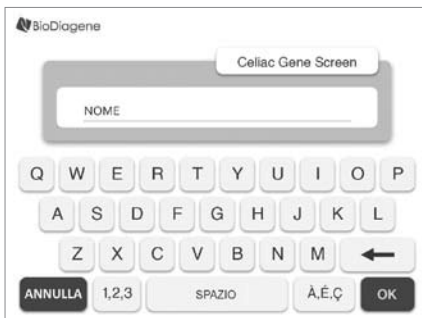 BioDiagene
Celiac Gene Screen
NOME
Q W E R T Y U I O P
A S D F G H J K L
Z X C V B N M
ANNULLA 1,2,3 SPAZIO À,É,Ç OK